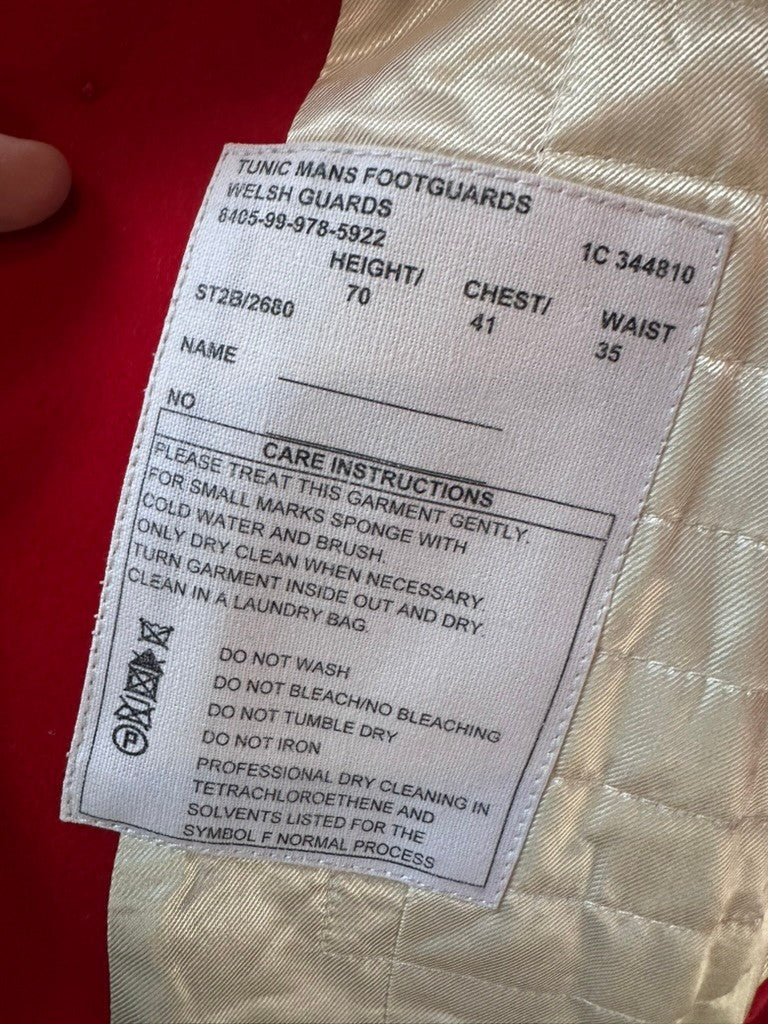 TUNIC MANS FOOTGUARDS
WELSH GUARDS
8405-99-978-5922 1C 344810
HEIGHT/ CHEST/ WAIST
ST2B/2680 70 41 35
NAME
NO
CARE INSTRUCTIONS
PLEASE TREAT THIS GARMENT GENTLY.
FOR SMALL MARKS SPONGE WITH
COLD WATER AND BRUSH.
ONLY DRY CLEAN WHEN NECESSARY.
TURN GARMENT INSIDE OUT AND DRY.
CLEAN IN A LAUNDRY BAG.
DO NOT WASH
DO NOT BLEACH/NO BLEACHING
DO NOT TUMBLE DRY
DO NOT IRON
PROFESSIONAL DRY CLEANING IN
TETRACHLOROETHENE AND
SOLVENTS LISTED FOR THE
SYMBOL F NORMAL PROCESS
P